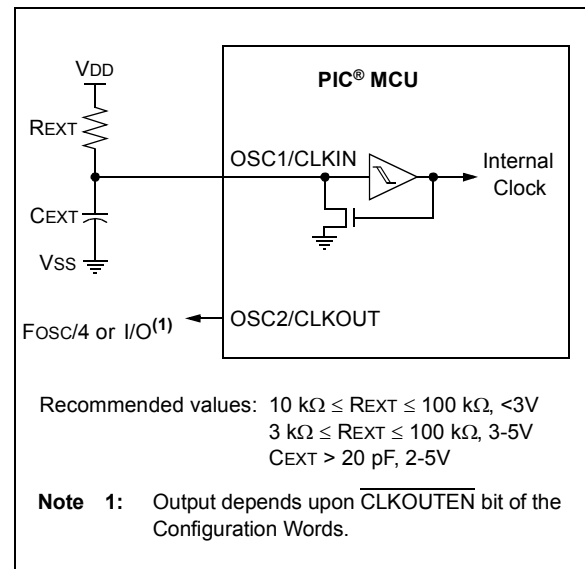 VDD
PIC® MCU
REXT
OSC1/CLKIN
Internal
Clock
CEXT
VSS
OSC2/CLKOUT
FOSC/4 or I/O(1)
Recommended values: 10 kΩ ≤ REXT ≤ 100 kΩ, <3V
3 kΩ ≤ REXT ≤ 100 kΩ, 3-5V
CEXT > 20 pF, 2-5V
Note 1: Output depends upon CLKOUTEN bit of the
Configuration Words.